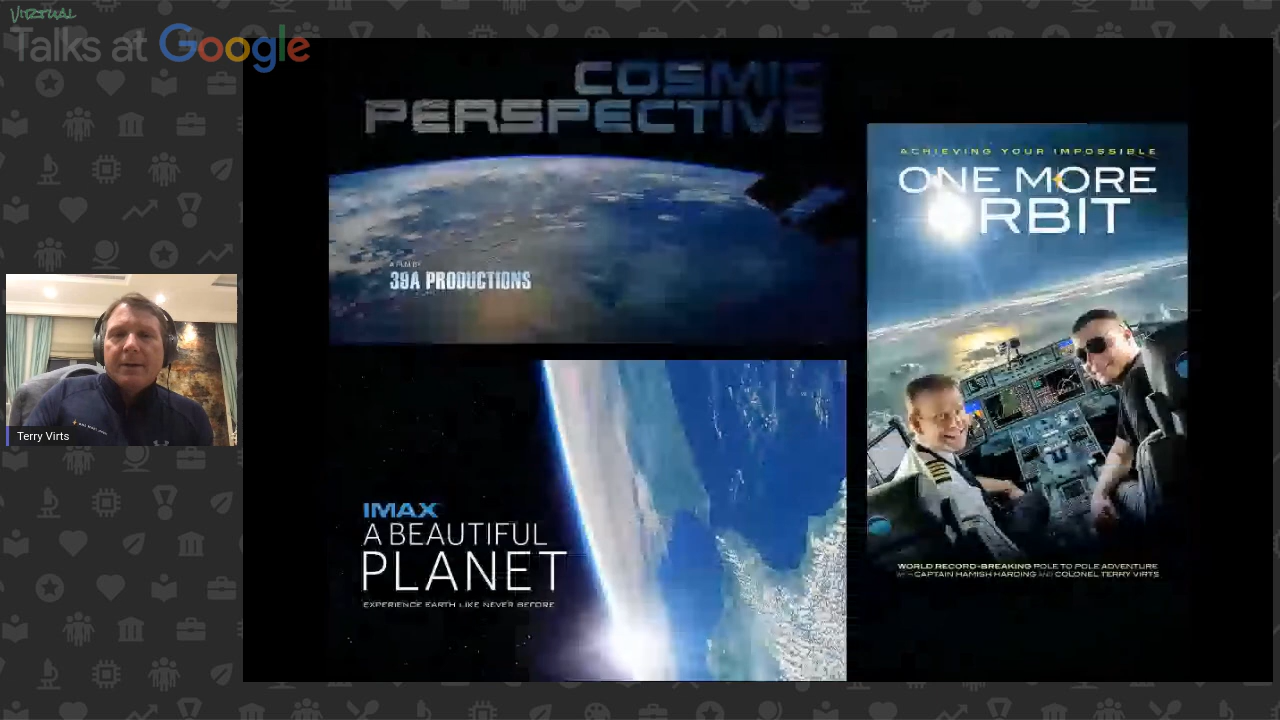 VIRTUAL
Talks at Google
COSMIC
PERSPECTIVE
A FILM BY
39A PRODUCTIONS
ACHIEVING YOUR IMPOSSIBLE
ONE MORE
ORBIT
WORLD RECORD-BREAKING POLE TO POLE ADVENTURE
WITH CAPTAIN HAMISH HARDING AND COLONEL TERRY VIRTS
IMAX
A BEAUTIFUL
PLANET
EXPERIENCE EARTH LIKE NEVER BEFORE
Terry Virts